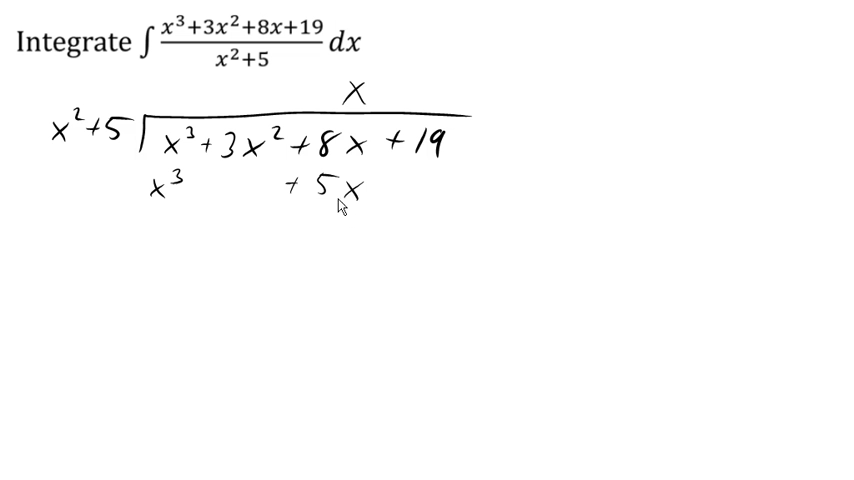 Integrate ∫ x³+3x²+8x+19 / x²+5 dx
x
x²+5 x³+3x²+8x+19
x³ +5x